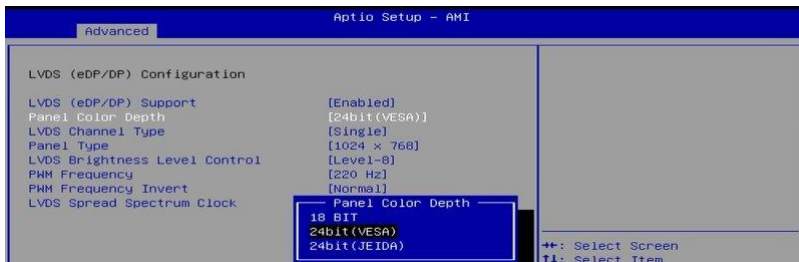 Aptio Setup - AMI
Advanced
LVDS (eDP/DP) Configuration
LVDS (eDP/DP) Support [Enabled]
Panel Color Depth [24bit(VESA)]
LVDS Channel Type [Single]
Panel Type [1024 x 768]
LVDS Brightness Level Control [Level-8]
PWM Frequency [220 Hz]
PWM Frequency Invert [Normal]
LVDS Spread Spectrum Clock
Panel Color Depth
18 BIT
24bit(VESA)
24bit(JEIDA)
→←: Select Screen
↑↓: Select Item